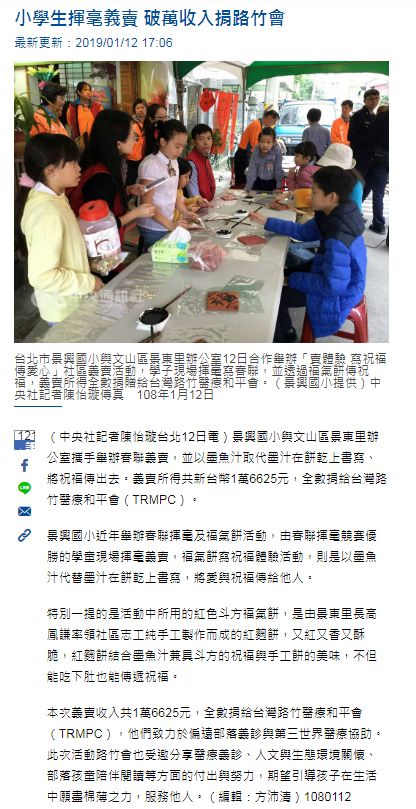 小學生揮毫義賣 破萬收入捐路竹會
最新更新：2019/01/12 17:06
中央通訊社
台北市景興國小與文山區景東里辦公室12日合作舉辦「賣體驗 寫祝福
傳愛心」社區義賣活動，學子現場揮毫寫春聯，並透過福氣餅傳祝
福，義賣所得全數捐贈給台灣路竹醫療和平會。（景興國小提供）中
央社記者陳怡璇傳真　108年1月12日
（中央社記者陳怡璇台北12日電）景興國小與文山區景東里辦
公室攜手舉辦春聯義賣，並以墨魚汁取代墨汁在餅乾上書寫、
將祝福傳出去。義賣所得共新台幣1萬6625元，全數捐給台灣路
竹醫療和平會（TRMPC）。
景興國小近年舉辦春聯揮毫及福氣餅活動，由春聯揮毫競賽優
勝的學童現場揮毫義賣，福氣餅寫祝福體驗活動，則是以墨魚
汁代替墨汁在餅乾上書寫，將愛與祝福傳給他人。
特別一提的是活動中所用的紅色斗方福氣餅，是由景東里長高
鳳謙率領社區志工純手工製作而成的紅麴餅，又紅又香又酥
脆，紅麴餅結合墨魚汁兼具斗方的祝福與手工餅的美味，不但
能吃下肚也能傳遞祝福。
本次義賣收入共1萬6625元，全數捐給台灣路竹醫療和平會
（TRMPC），他們致力於偏遠部落義診與第三世界醫療協助。
此次活動路竹會也受邀分享醫療義診、人文與生態環境關懷、
部落孩童陪伴閱讀等方面的付出與努力，期望引導孩子在生活
中願盡棉薄之力，服務他人。（編輯：方沛清）1080112